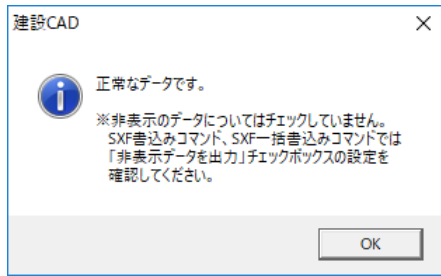 建設CAD
正常なデータです。
※非表示のデータについてはチェックしていません。
SXF書込みコマンド、SXF一括書込みコマンドでは
「非表示データを出力」チェックボックスの設定を
確認してください。
OK